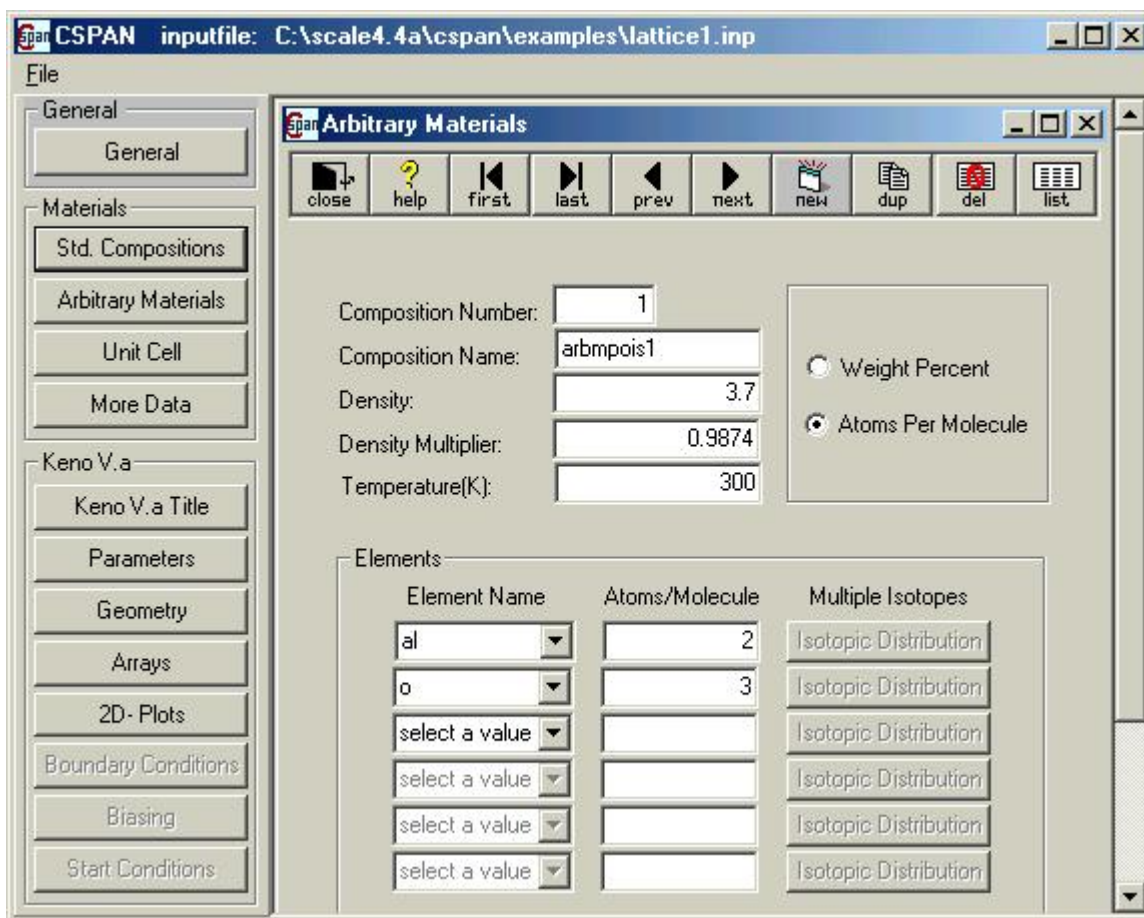 CSPAN inputfile: C:\scale4.4a\cspan\examples\lattice1.inp
File
General
General
Materials
Std. Compositions
Arbitrary Materials
Unit Cell
More Data
Keno V.a
Keno V.a Title
Parameters
Geometry
Arrays
2D- Plots
Boundary Conditions
Biasing
Start Conditions
Arbitrary Materials
close help first last prev next new dup del list
Composition Number: 1
Composition Name: arbmpois1
Density: 3.7
Density Multiplier: 0.9874
Temperature(K): 300
Weight Percent
Atoms Per Molecule
Elements
Element Name Atoms/Molecule Multiple Isotopes
al 2 Isotopic Distribution
o 3 Isotopic Distribution
select a value Isotopic Distribution
select a value Isotopic Distribution
select a value Isotopic Distribution
select a value Isotopic Distribution